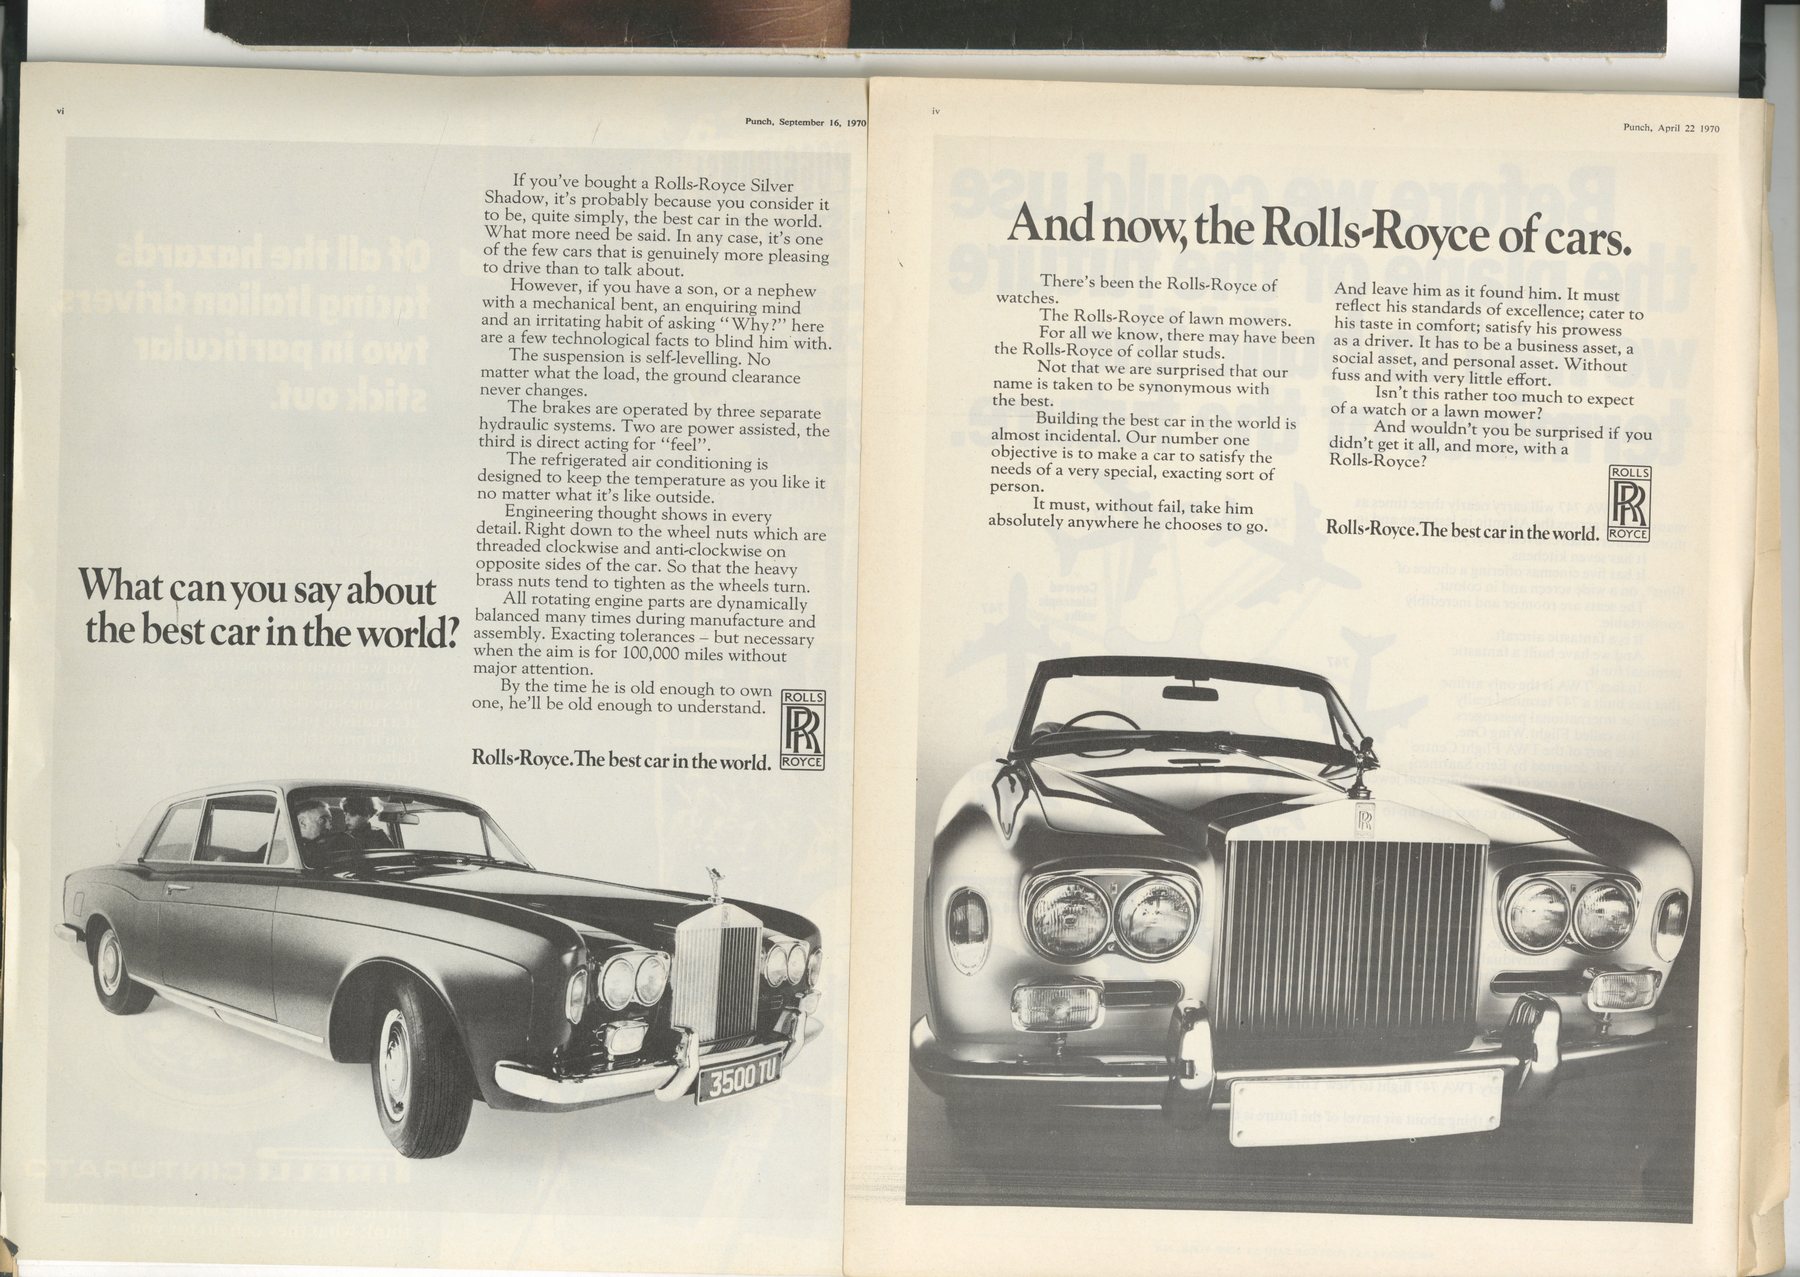 vi
Punch, September 16, 1970
If you've bought a Rolls-Royce Silver
Shadow, it's probably because you consider it
to be, quite simply, the best car in the world.
What more need be said. In any case, it's one
of the few cars that is genuinely more pleasing
to drive than to talk about.
However, if you have a son, or a nephew
with a mechanical bent, an enquiring mind
and an irritating habit of asking “Why?” here
are a few technological facts to blind him with.
The suspension is self-levelling. No
matter what the load, the ground clearance
never changes.
The brakes are operated by three separate
hydraulic systems. Two are power assisted, the
third is direct acting for “feel”.
The refrigerated air conditioning is
designed to keep the temperature as you like it
no matter what it's like outside.
Engineering thought shows in every
detail. Right down to the wheel nuts which are
threaded clockwise and anti-clockwise on
opposite sides of the car. So that the heavy
brass nuts tend to tighten as the wheels turn.
All rotating engine parts are dynamically
balanced many times during manufacture and
assembly. Exacting tolerances – but necessary
when the aim is for 100,000 miles without
major attention.
By the time he is old enough to own
one, he'll be old enough to understand.
What can you say about
the best car in the world?
Rolls-Royce. The best car in the world.
ROLLS
RR
ROYCE
3500 TU
iv
Punch, April 22 1970
And now, the Rolls-Royce of cars.
There's been the Rolls-Royce of
watches.
The Rolls-Royce of lawn mowers.
For all we know, there may have been
the Rolls-Royce of collar studs.
Not that we are surprised that our
name is taken to be synonymous with
the best.
Building the best car in the world is
almost incidental. Our number one
objective is to make a car to satisfy the
needs of a very special, exacting sort of
person.
It must, without fail, take him
absolutely anywhere he chooses to go.
And leave him as it found him. It must
reflect his standards of excellence; cater to
his taste in comfort; satisfy his prowess
as a driver. It has to be a business asset, a
social asset, and personal asset. Without
fuss and with very little effort.
Isn't this rather too much to expect
of a watch or a lawn mower?
And wouldn't you be surprised if you
didn't get it all, and more, with a
Rolls-Royce?
Rolls-Royce. The best car in the world.
ROLLS
RR
ROYCE
RR